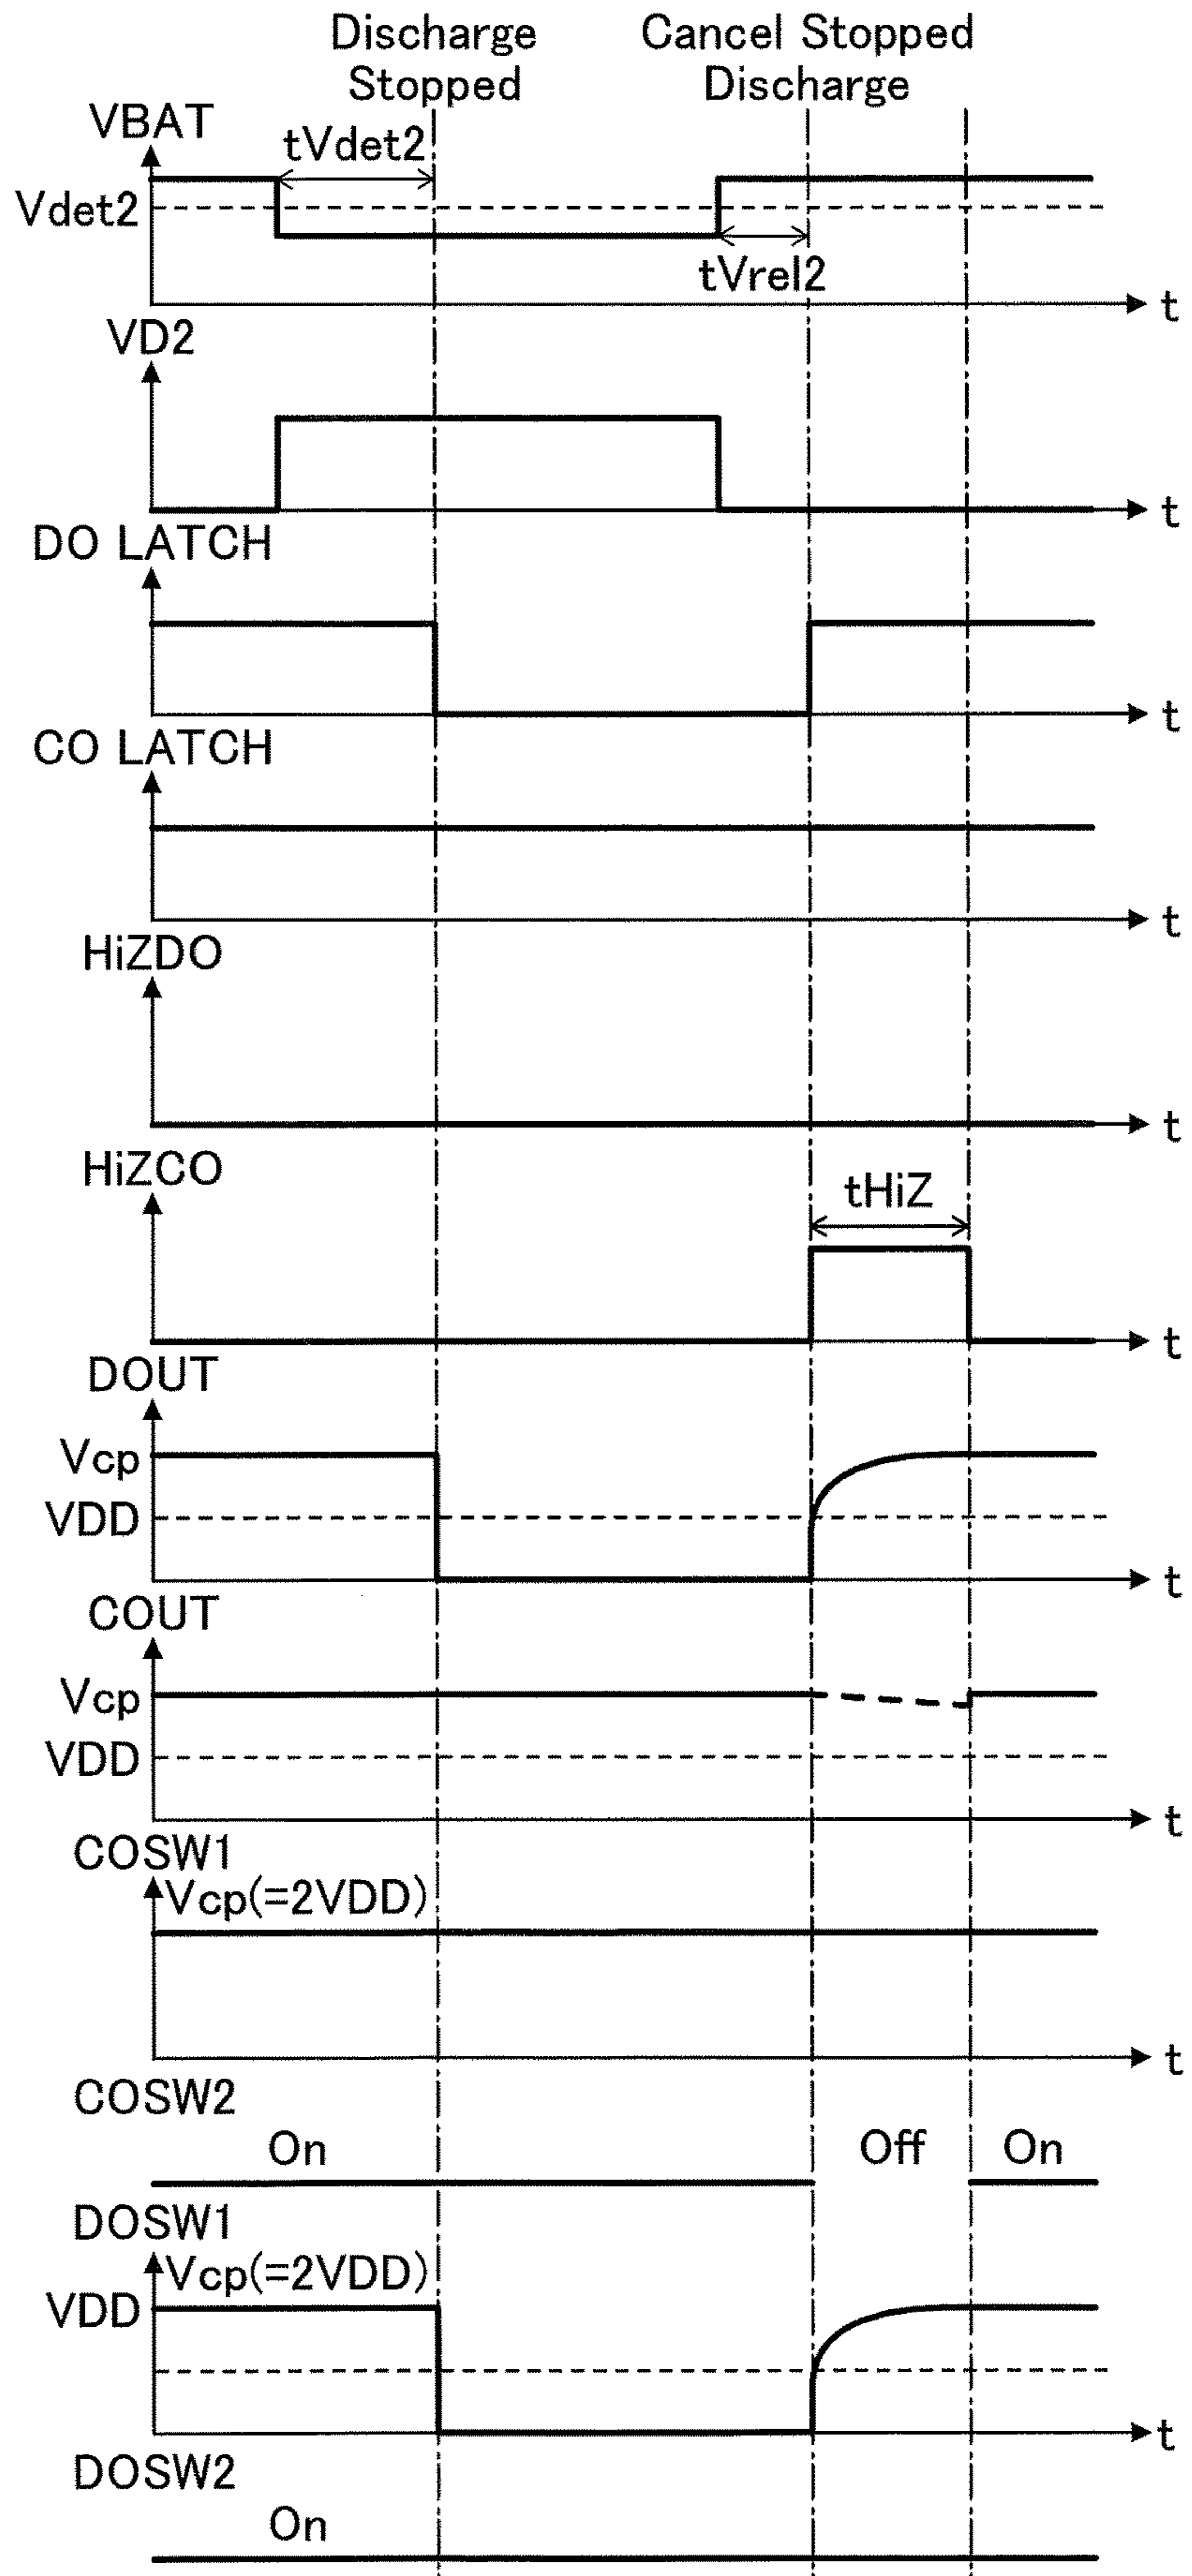 Discharge Stopped
Cancel Stopped Discharge
VBAT
tVdet2
Vdet2
tVrel2
t
VD2
t
DO LATCH
t
CO LATCH
t
HiZDO
t
HiZCO
tHiZ
t
DOUT
Vcp
VDD
t
COUT
Vcp
VDD
t
COSW1
Vcp(=2VDD)
t
COSW2
On
Off
On
DOSW1
Vcp(=2VDD)
VDD
t
DOSW2
On